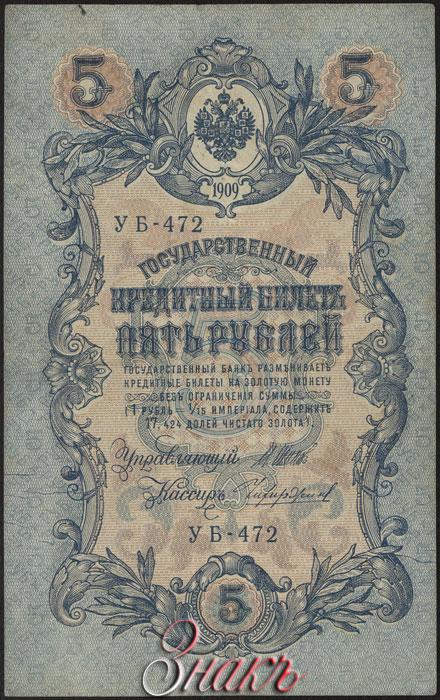 5 5
1909
УБ-472
ГОСУДАРСТВЕННЫЙ
КРЕДИТНЫЙ БИЛЕТЪ
ПЯТЬ РУБЛЕЙ
ГОСУДАРСТВЕННЫЙ БАНКЪ РАЗМѢНИВАЕТЪ
КРЕДИТНЫЕ БИЛЕТЫ НА ЗОЛОТУЮ МОНЕТУ
БЕЗЪ ОГРАНИЧЕНІЯ СУММЫ
(1 РУБЛЬ = 1/15 ИМПЕРІАЛА, СОДЕРЖИТЪ
17,424 ДОЛЕЙ ЧИСТАГО ЗОЛОТА).
Управляющій
Кассиръ
УБ-472
5
Знакъ